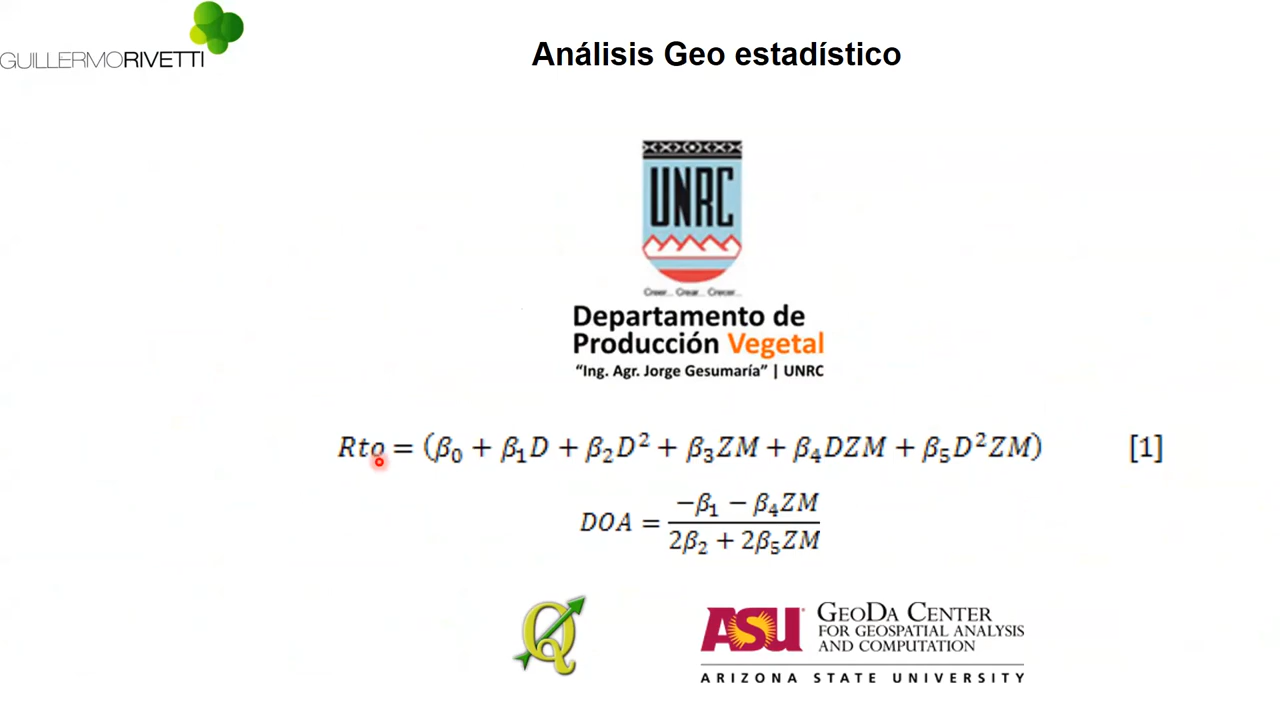 GUILLERMORIVETTI
Análisis Geo estadístico
UNRC
Creer... Crear... Crecer...
Departamento de
Producción Vegetal
“Ing. Agr. Jorge Gesumaría” | UNRC
Rto = (β₀ + β₁D + β₂D² + β₃ZM + β₄DZM + β₅D²ZM) [1]
DOA = (−β₁ − β₄ZM) / (2β₂ + 2β₅ZM)
ASU GEODA CENTER
FOR GEOSPATIAL ANALYSIS
AND COMPUTATION
ARIZONA STATE UNIVERSITY